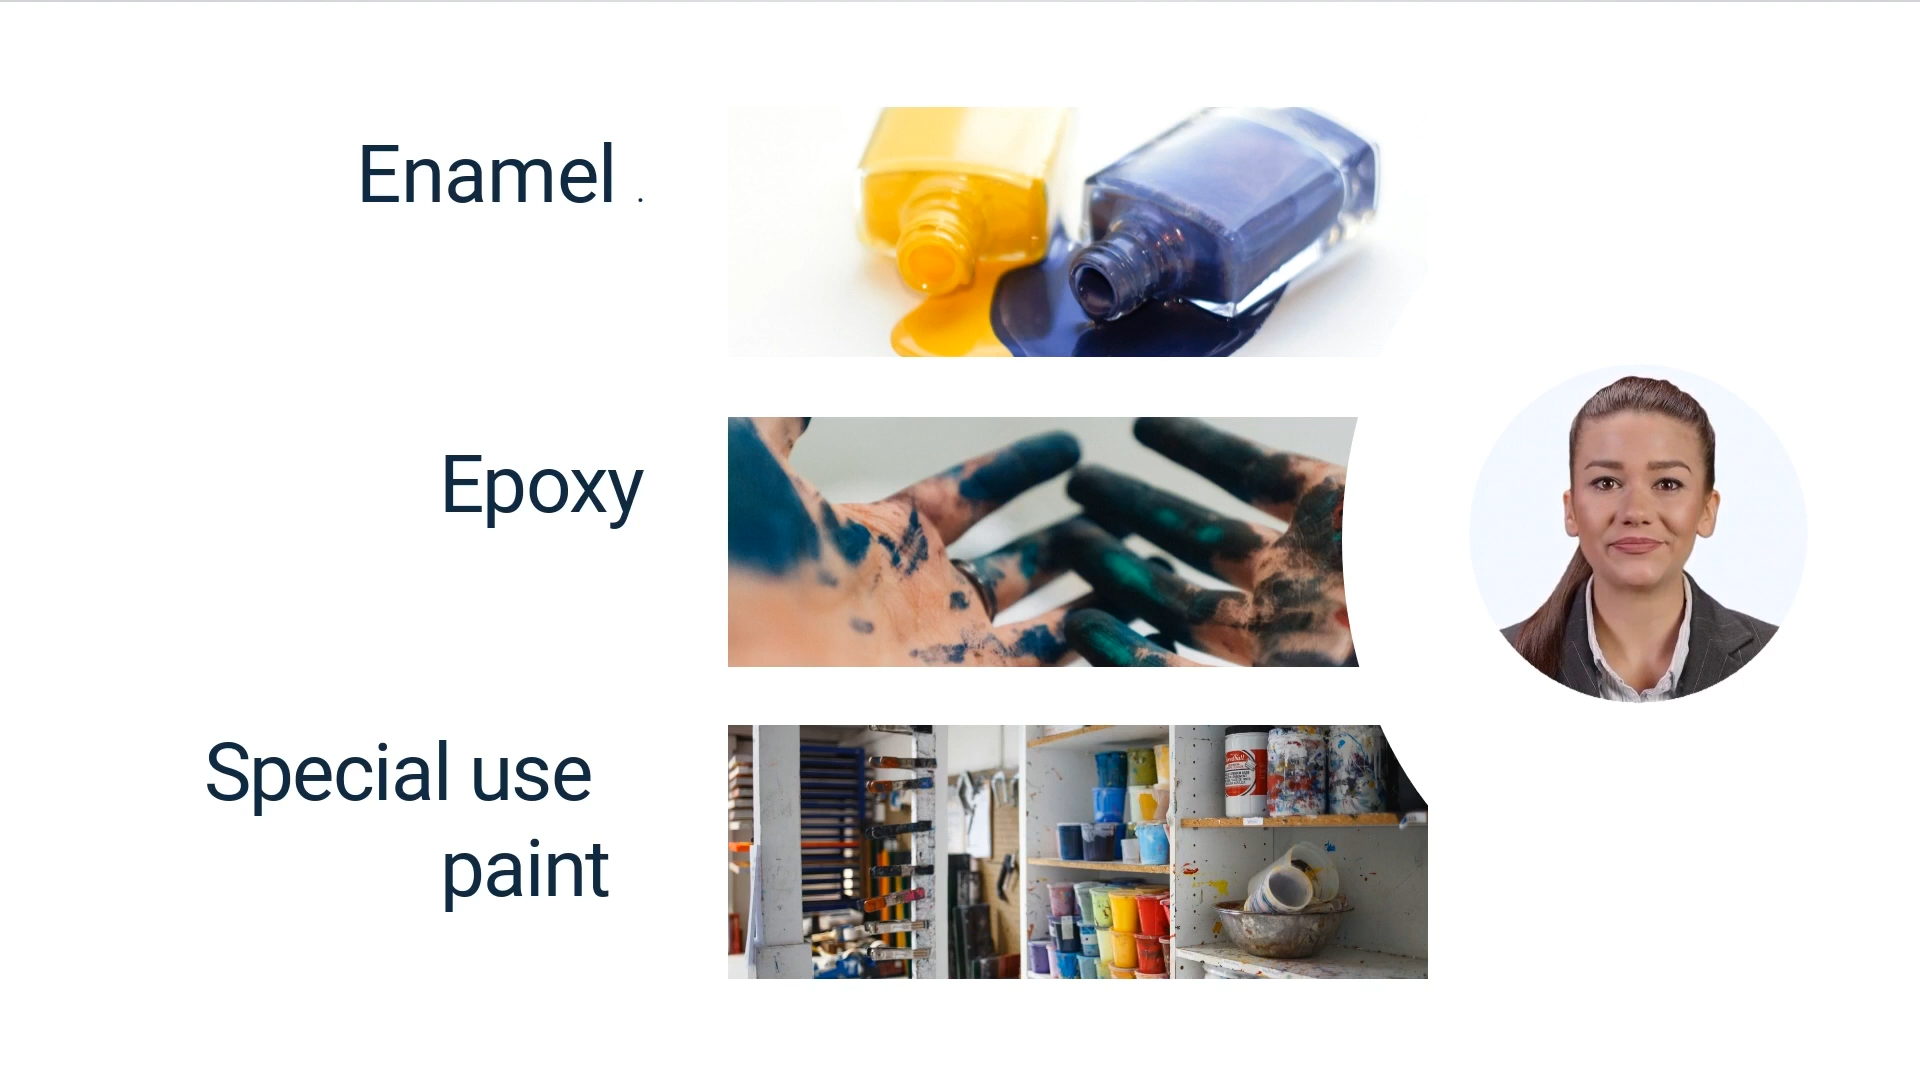 Enamel .
Epoxy
Special use
paint